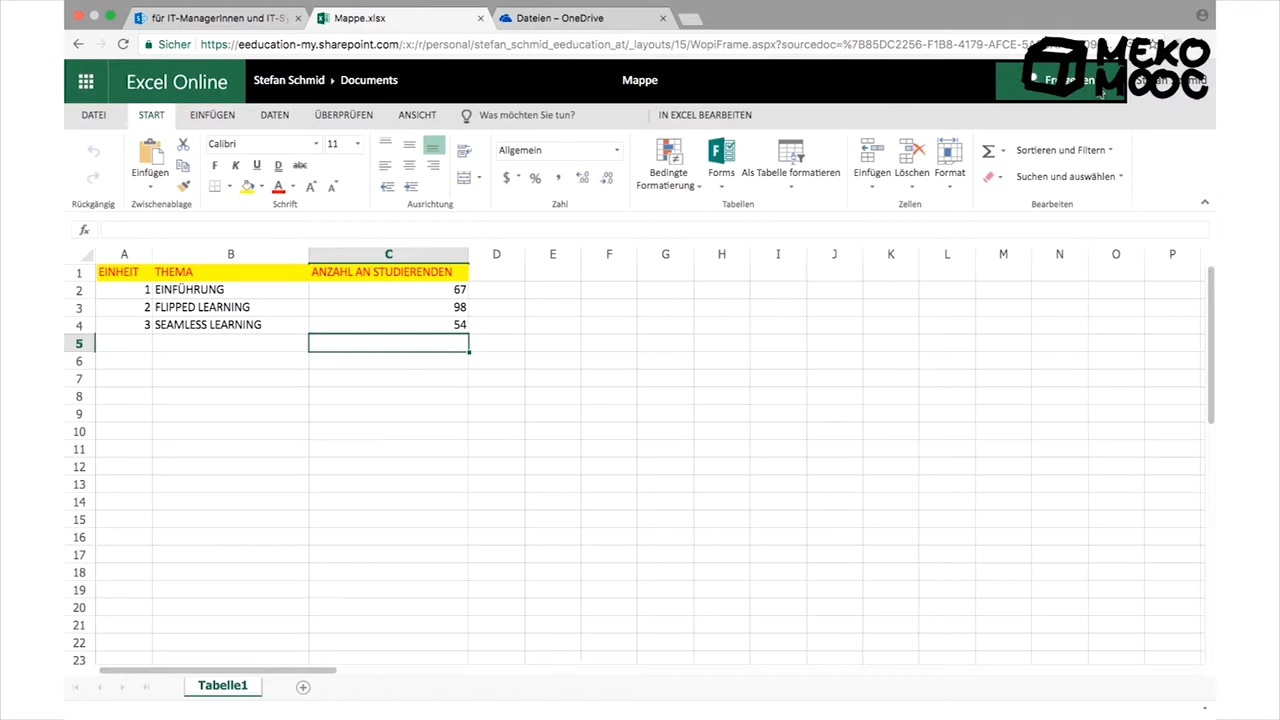 für IT-ManagerInnen und IT-Sy
Mappe.xlsx
Dateien – OneDrive
Sicher
https://eeducation-my.sharepoint.com/:x:/r/personal/stefan_schmid_eeducation_at/_layouts/15/WopiFrame.aspx?sourcedoc=%7B85DC2256-F1B8-4179-AFCE-5A
MEKO
MOOC
Excel Online
Stefan Schmid
Documents
Mappe
DATEI START EINFÜGEN DATEN ÜBERPRÜFEN ANSICHT Was möchten Sie tun? IN EXCEL BEARBEITEN
Einfügen
Calibri 11
F K U D abc
Allgemein
$ %
Bedingte
Formatierung
Forms
Als Tabelle formatieren
Einfügen Löschen Format
Sortieren und Filtern
Suchen und auswählen
Rückgängig Zwischenablage Schrift Ausrichtung Zahl Tabellen Zellen Bearbeiten
fx
A B C D E F G H I J K L M N O P
1 EINHEIT THEMA ANZAHL AN STUDIERENDEN
2 1 EINFÜHRUNG 67
3 2 FLIPPED LEARNING 98
4 3 SEAMLESS LEARNING 54
5
6
7
8
9
10
11
12
13
14
15
16
17
18
19
20
21
22
23
Tabelle1